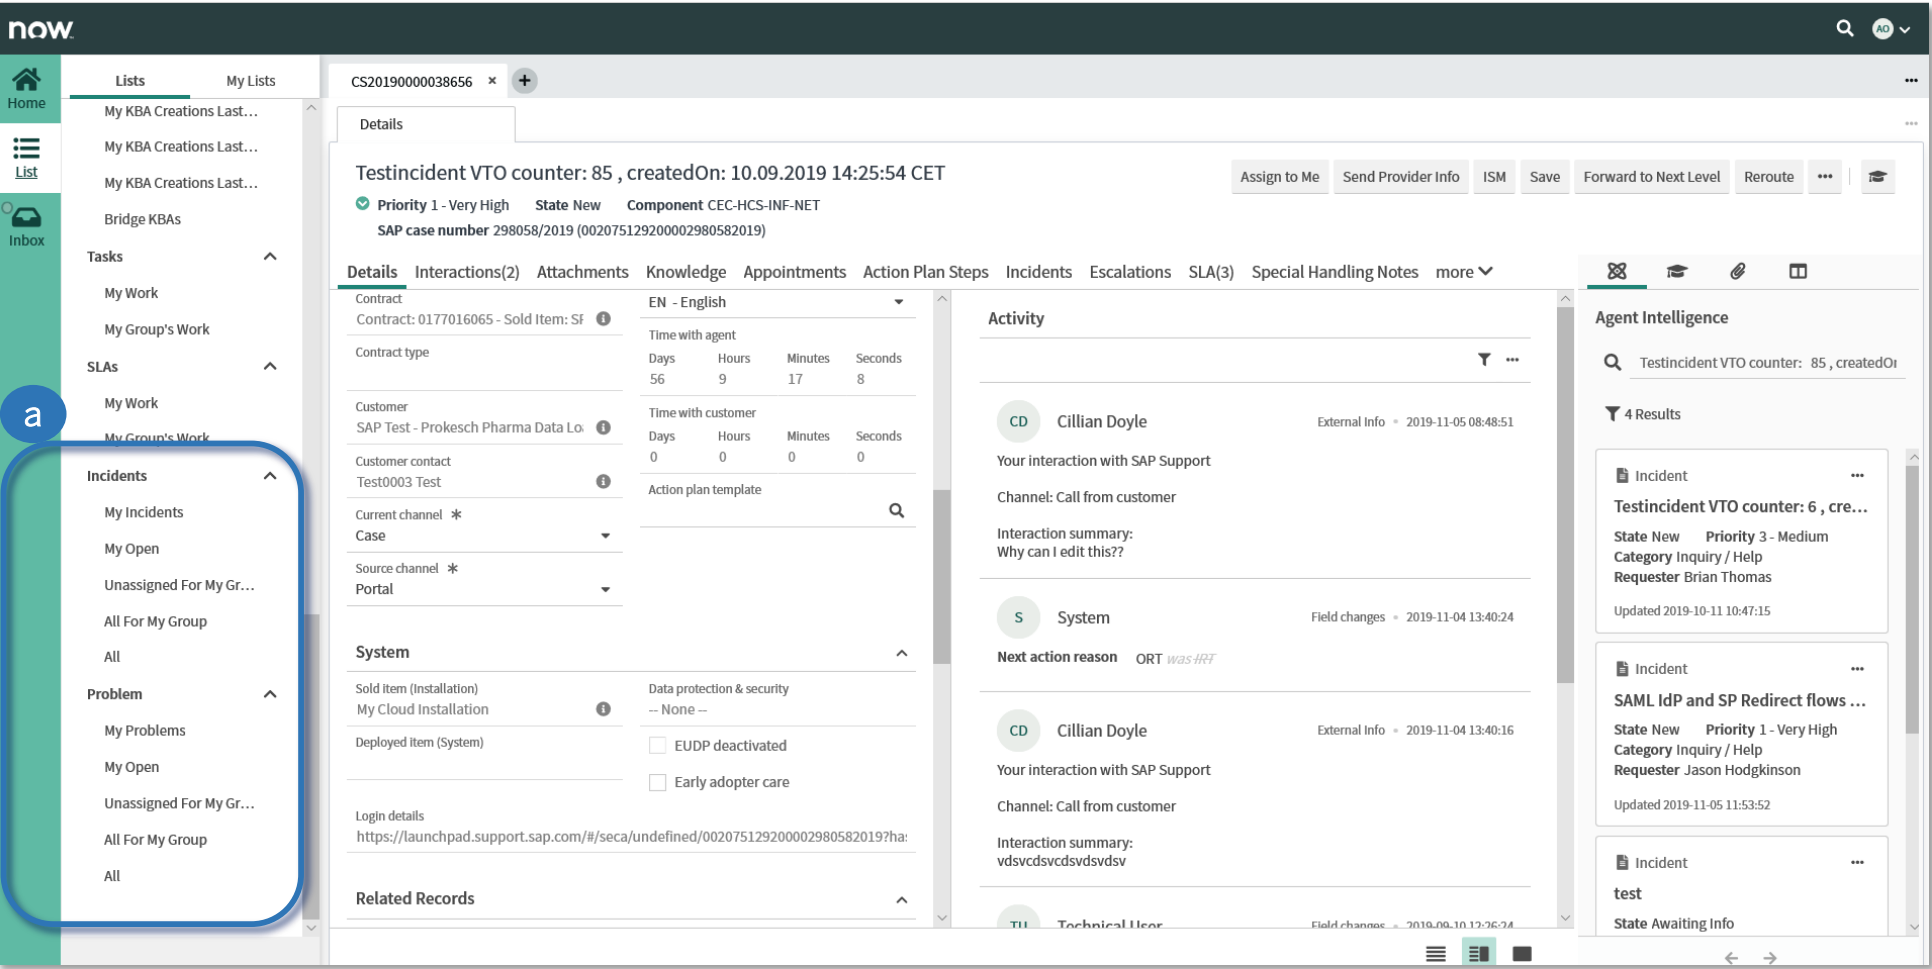 now.
AO
Home
List
Inbox
Lists
My Lists
My KBA Creations Last...
My KBA Creations Last...
My KBA Creations Last...
Bridge KBAs
Tasks
My Work
My Group's Work
SLAs
My Work
My Group's Work
a
Incidents
My Incidents
My Open
Unassigned For My Gr...
All For My Group
All
Problem
My Problems
My Open
Unassigned For My Gr...
All For My Group
All
CS20190000038656 × +
Details
Testincident VTO counter: 85 , createdOn: 10.09.2019 14:25:54 CET
Priority 1 - Very High State New Component CEC-HCS-INF-NET
SAP case number 298058/2019 (002075129200002980582019)
Assign to Me Send Provider Info ISM Save Forward to Next Level Reroute ...
Details Interactions(2) Attachments Knowledge Appointments Action Plan Steps Incidents Escalations SLA(3) Special Handling Notes more
Contract
Contract: 0177016065 - Sold Item: SF
Contract type
Customer
SAP Test - Prokesch Pharma Data Lo
Customer contact
Test0003 Test
Current channel *
Case
Source channel *
Portal
EN - English
Time with agent
Days Hours Minutes Seconds
56 9 17 8
Time with customer
Days Hours Minutes Seconds
0 0 0 0
Action plan template
System
Sold item (Installation)
My Cloud Installation
Deployed item (System)
Data protection & security
-- None --
EUDP deactivated
Early adopter care
Login details
https://launchpad.support.sap.com/#/seca/undefined/002075129200002980582019?ha
Related Records
Activity
CD Cillian Doyle External Info • 2019-11-05 08:48:51
Your interaction with SAP Support
Channel: Call from customer
Interaction summary:
Why can I edit this??
S System Field changes • 2019-11-04 13:40:24
Next action reason ORT was IRT
CD Cillian Doyle External Info • 2019-11-04 13:40:16
Your interaction with SAP Support
Channel: Call from customer
Interaction summary:
vdsvcdsvcdsvdsvdsv
TU Technical User Field changes • 2019-09-10 12:26:24
Agent Intelligence
Testincident VTO counter: 85 , createdOn
4 Results
Incident ...
Testincident VTO counter: 6 , cre...
State New Priority 3 - Medium
Category Inquiry / Help
Requester Brian Thomas
Updated 2019-10-11 10:47:15
Incident ...
SAML IdP and SP Redirect flows ...
State New Priority 1 - Very High
Category Inquiry / Help
Requester Jason Hodgkinson
Updated 2019-11-05 11:53:52
Incident ...
test
State Awaiting Info